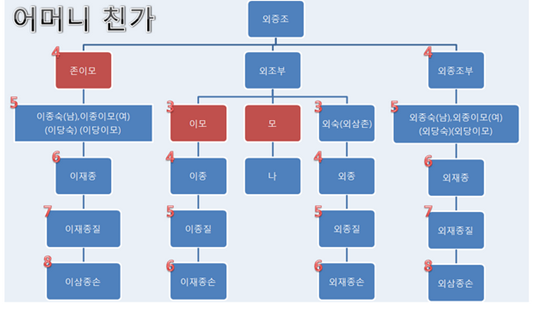 어머니 친가
외증조
4
존이모
외조부
4
외종조부
5
이종숙(남),이종이모(여)
(이당숙) (이당이모)
3
이모
모
3
외숙(외삼촌)
5
외종숙(남),외종이모(여)
(외당숙)(외당이모)
6
이재종
4
이종
나
4
외종
6
외재종
7
이재종질
5
이종질
5
외종질
7
외재종질
8
이삼종손
6
이재종손
6
외재종손
8
외삼종손